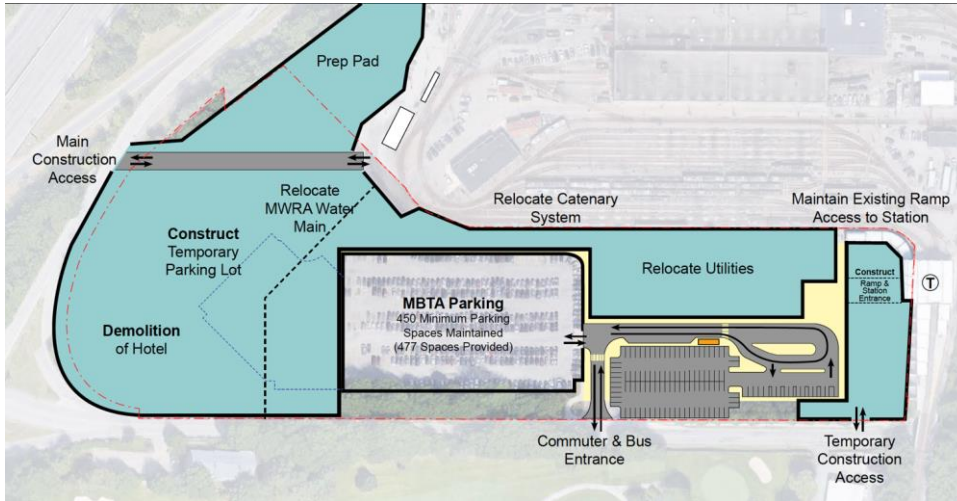 Prep Pad
Main
Construction
Access
Relocate
MWRA Water
Main
Relocate Catenary
System
Maintain Existing Ramp
Access to Station
Construct
Temporary
Parking Lot
Relocate Utilities
Construct
Ramp &
Station
Entrance
T
MBTA Parking
450 Minimum Parking
Spaces Maintained
(477 Spaces Provided)
Demolition
of Hotel
Commuter & Bus
Entrance
Temporary
Construction
Access